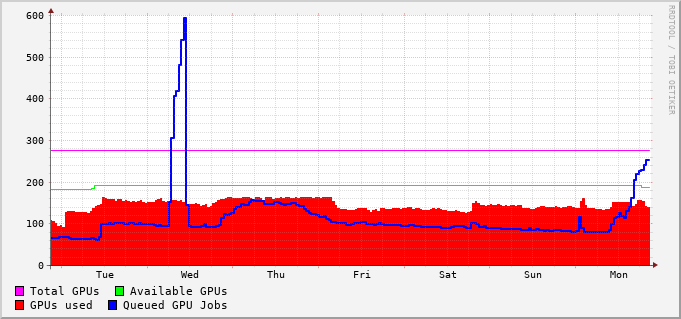 600
500
400
300
200
100
0
Tue Wed Thu Fri Sat Sun Mon
Total GPUs Available GPUs
GPUs used Queued GPU Jobs
RRDTOOL / TOBI OETIKER